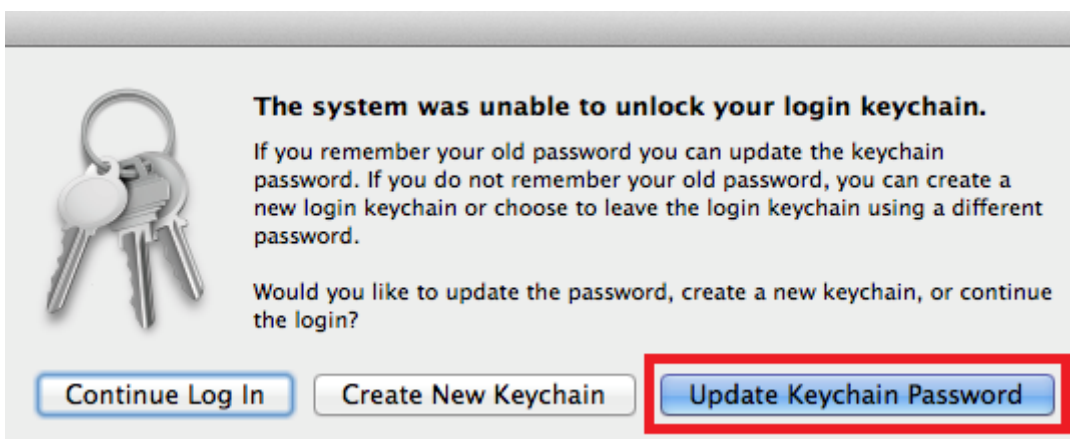 The system was unable to unlock your login keychain.
If you remember your old password you can update the keychain
password. If you do not remember your old password, you can create a
new login keychain or choose to leave the login keychain using a different
password.
Would you like to update the password, create a new keychain, or continue
the login?
Continue Log In
Create New Keychain
Update Keychain Password